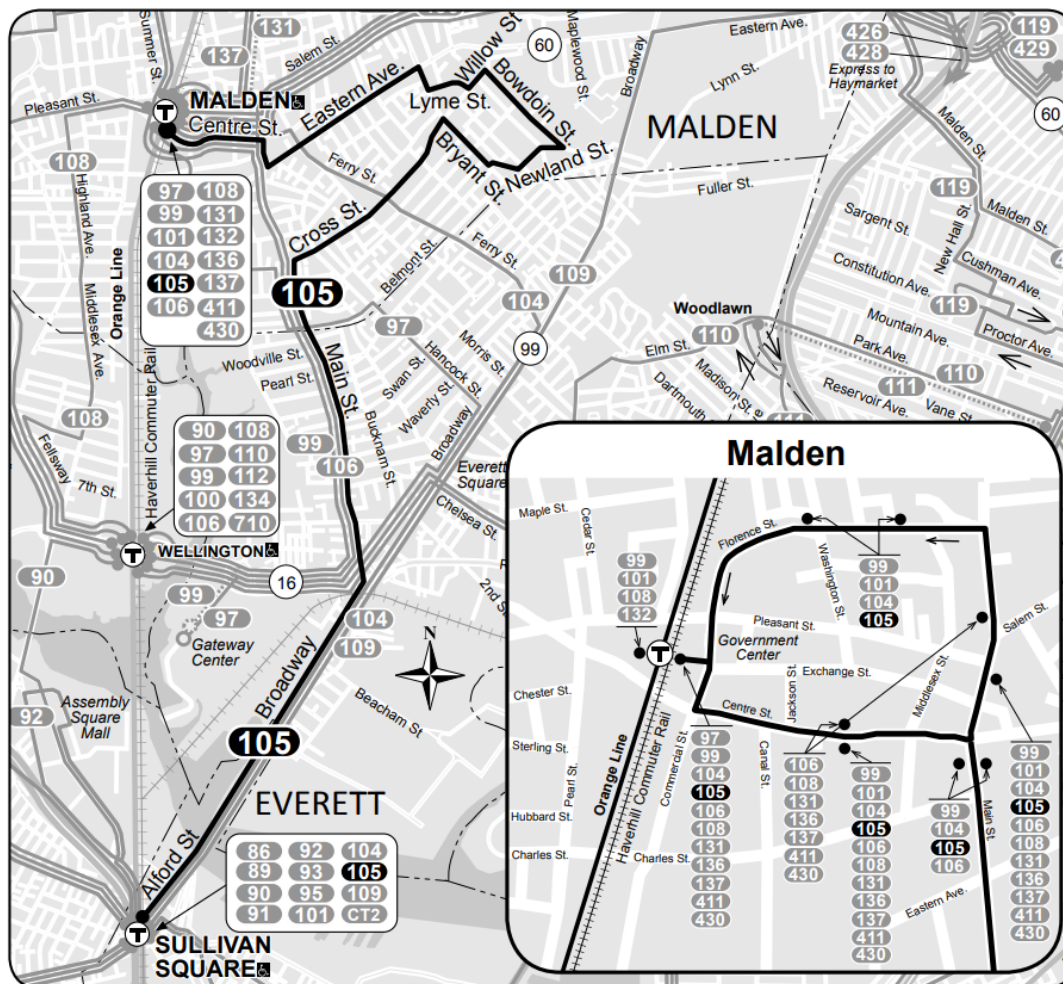 Summer St.
137
131
Salem St.
60
Maplewood St.
Broadway
Eastern Ave.
Lynn St.
426
428
Express to
Haymarket
119
429
60
Pleasant St.
MALDEN
Centre St.
Eastern Ave.
Willow St
Lyme St.
Bowdoin St.
MALDEN
Malden St.
108
Highland Ave.
97 108
99 131
101 132
104 136
105 137
106 411
430
Ferry St.
Bryant St.
Newland St.
Fuller St.
119
Malden St.
Sargent St.
New Hall St.
Cross St.
Ferry St.
Belmont St.
109
Constitution Ave.
Cushman Ave.
Orange Line
105
104
119
Middlesex Ave.
Haverhill Commuter Rail
97
Woodlawn
110
Elm St.
Mountain Ave.
Proctor Ave.
Park Ave.
99
Morris St.
Hancock St.
Swan St.
Waverly St.
Woodville St.
Pearl St.
Main St.
Madison St.
Dartmouth
110
111
Reservoir Ave.
Vane St.
108
Fellsway
7th St.
90 108
97 110
99 112
100 134
106 710
99
106
Bucknam St.
Broadway
Everett
Square
Chelsea St.
WELLINGTON
16
2nd St
90
99
97
Gateway
Center
104
109
N
Broadway
Beacham St.
Assembly
Square
Mall
92
105
EVERETT
Alford St
86 92 104
89 93 105
90 95 109
91 101 CT2
SULLIVAN
SQUARE
Malden
Maple St.
Cedar St.
Florence St.
Washington St.
99
101
104
105
99
101
108
132
Salem St.
Pleasant St.
Government
Center
Exchange St.
Jackson St.
Middlesex St.
Chester St.
Centre St.
Sterling St.
Pearl St.
Orange Line
Haverhill Commuter Rail
Commercial St.
Canal St.
Hubbard St.
Charles St.
Charles St.
Main St.
Eastern Ave.
97
99
104
105
106
108
131
136
137
411
430
106
108
131
136
137
411
430
99
101
104
105
106
108
131
136
137
411
430
99
104
105
106
99
101
104
105
106
108
131
136
137
411
430